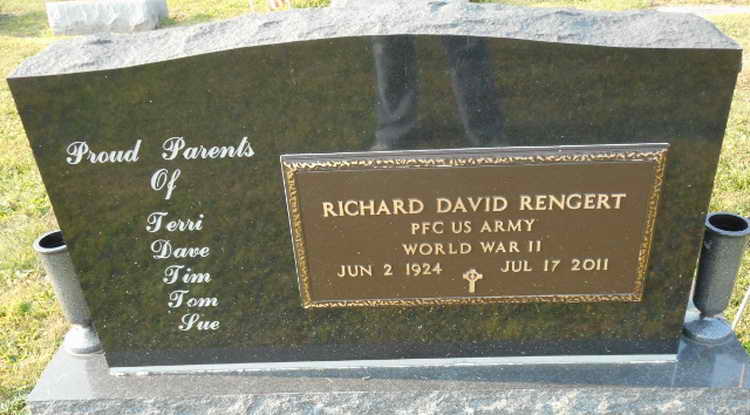 Proud Parents
Of
Terri
Dave
Tim
Tom
Sue
RICHARD DAVID RENGERT
PFC US ARMY
WORLD WAR II
JUN 2 1924 JUL 17 2011